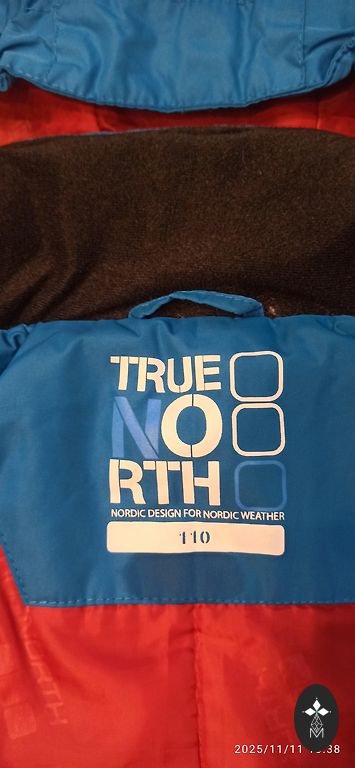 TRUE
NO
RTH
NORDIC DESIGN FOR NORDIC WEATHER
110
M